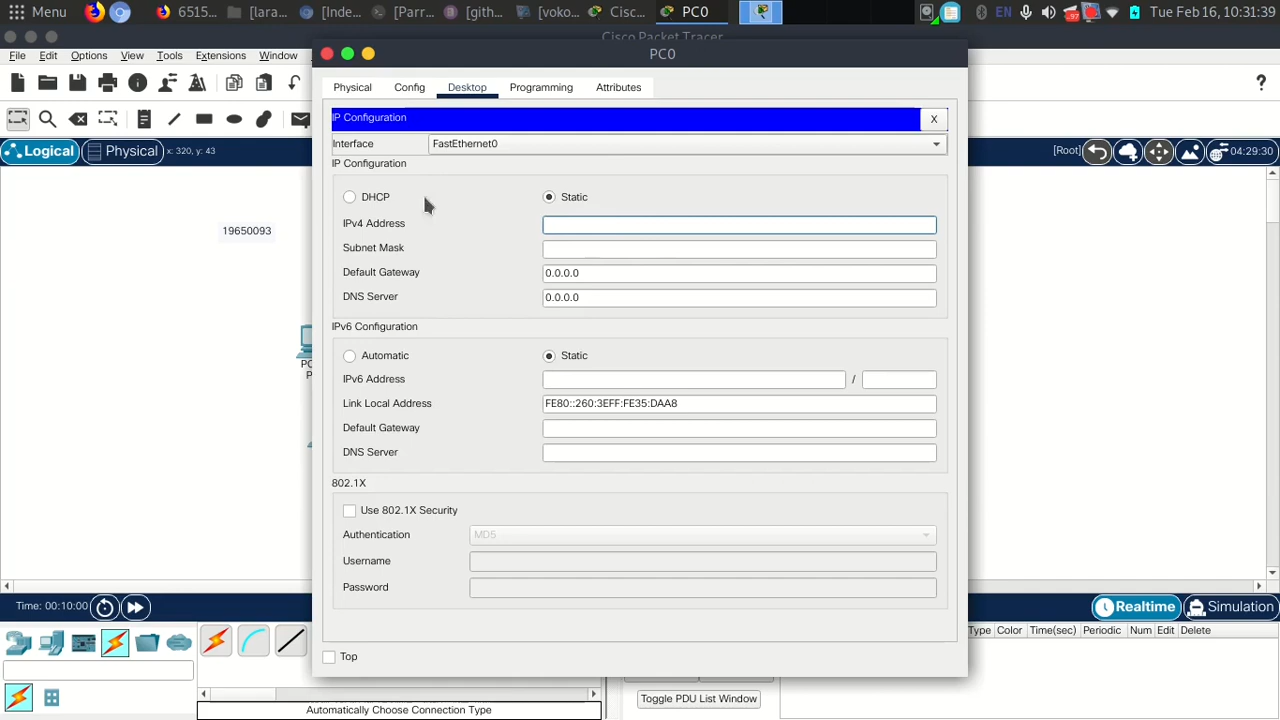 Menu 6515... [lara... [Inde... [Parr... [gith... [voko... Cisc... PC0 EN Tue Feb 16, 10:31:39
Cisco Packet Tracer
PC0
File Edit Options View Tools Extensions Window
Physical Config Desktop Programming Attributes
?
IP Configuration X
Interface FastEthernet0
Logical Physical x: 320, y: 43 [Root] 04:29:30
IP Configuration
DHCP Static
IPv4 Address
19650093
Subnet Mask
Default Gateway 0.0.0.0
DNS Server 0.0.0.0
IPv6 Configuration
Automatic Static
IPv6 Address /
Link Local Address FE80::260:3EFF:FE35:DAA8
Default Gateway
DNS Server
802.1X
Use 802.1X Security
Authentication MD5
Username
Password
Time: 00:10:00 Realtime Simulation
Type Color Time(sec) Periodic Num Edit Delete
Top
Toggle PDU List Window
Automatically Choose Connection Type